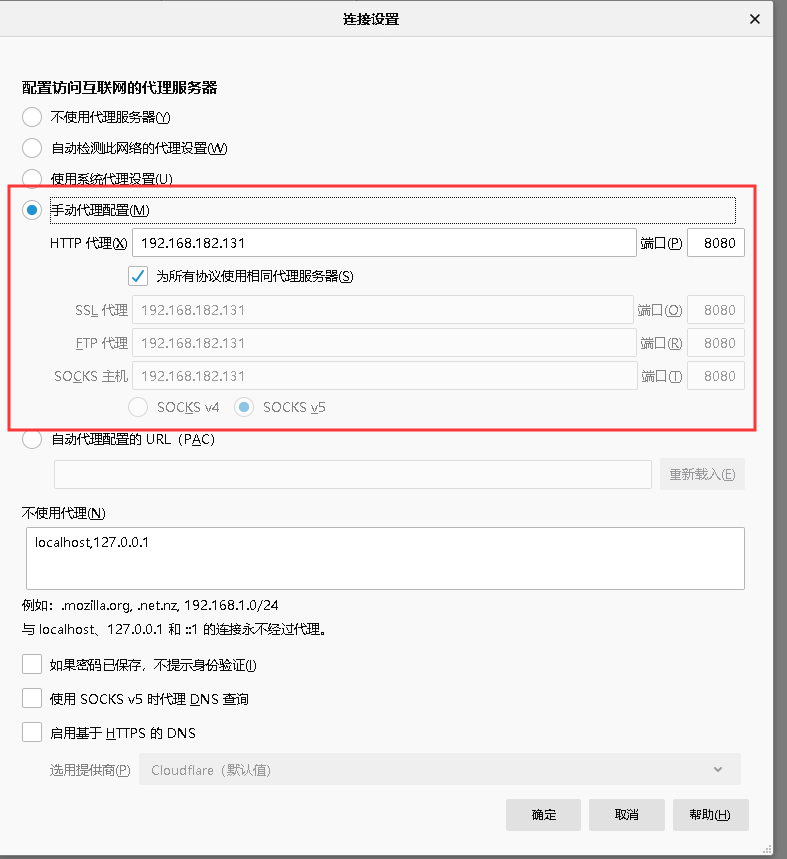 连接设置
配置访问互联网的代理服务器
不使用代理服务器(Y)
自动检测此网络的代理设置(W)
使用系统代理设置(U)
手动代理配置(M)
HTTP 代理(X) 192.168.182.131 端口(P) 8080
为所有协议使用相同代理服务器(S)
SSL 代理 192.168.182.131 端口(O) 8080
FTP 代理 192.168.182.131 端口(R) 8080
SOCKS 主机 192.168.182.131 端口(T) 8080
SOCKS v4 SOCKS v5
自动代理配置的 URL（PAC）
重新载入(E)
不使用代理(N)
localhost,127.0.0.1
例如：.mozilla.org, .net.nz, 192.168.1.0/24
与 localhost、127.0.0.1 和 ::1 的连接永不经过代理。
如果密码已保存，不提示身份验证(I)
使用 SOCKS v5 时代理 DNS 查询
启用基于 HTTPS 的 DNS
选用提供商(P) Cloudflare（默认值）
确定 取消 帮助(H)